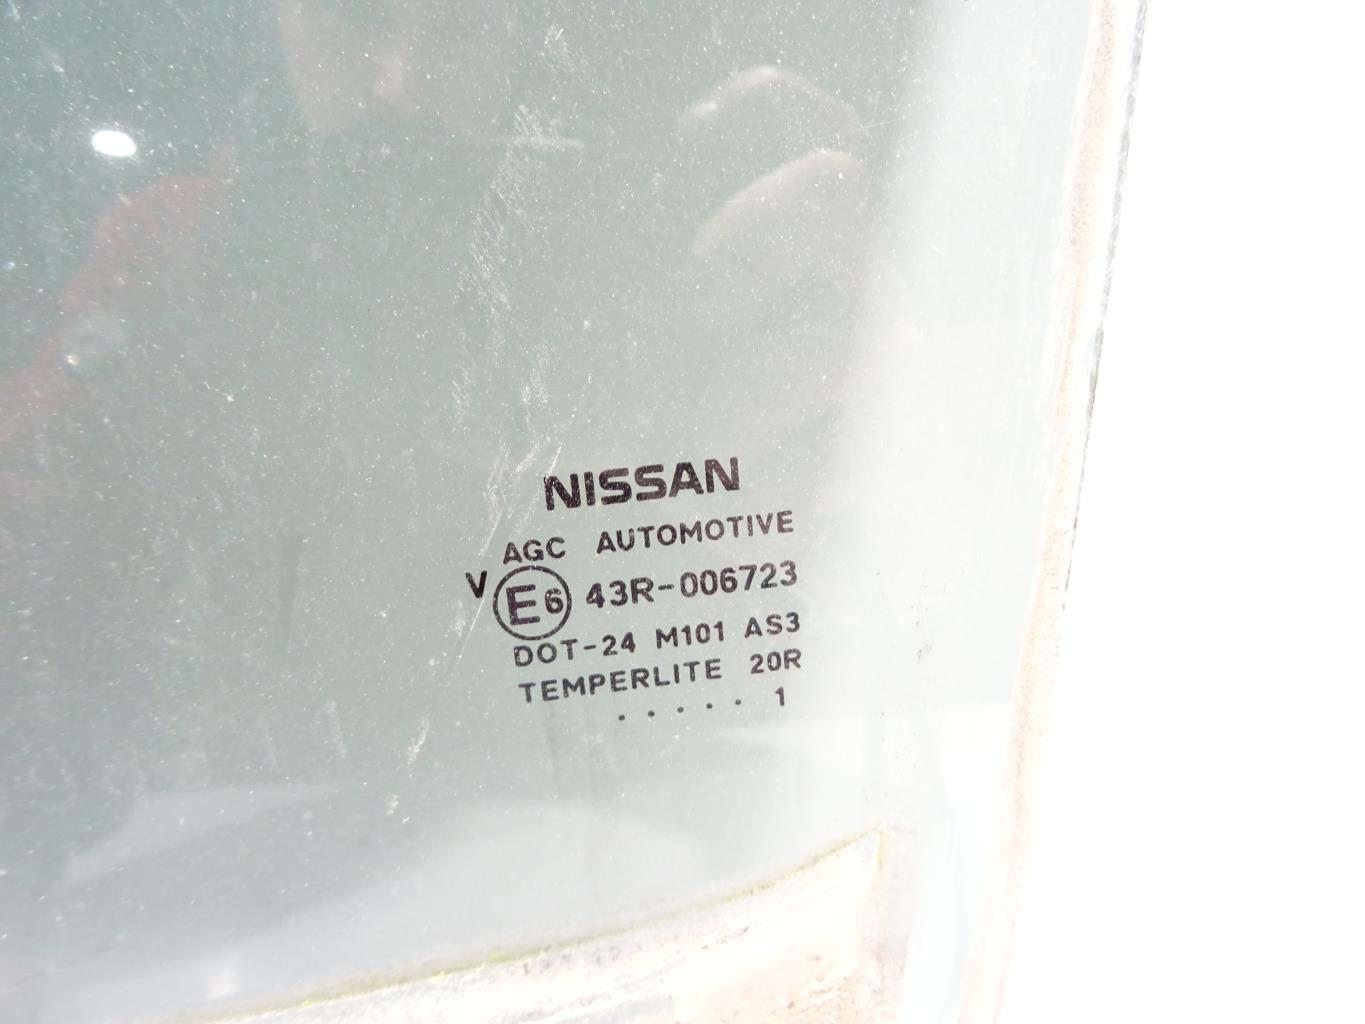 NISSAN
AGC AUTOMOTIVE
V E6 43R-006723
DOT-24 M101 AS3
TEMPERLITE 20R
.....1